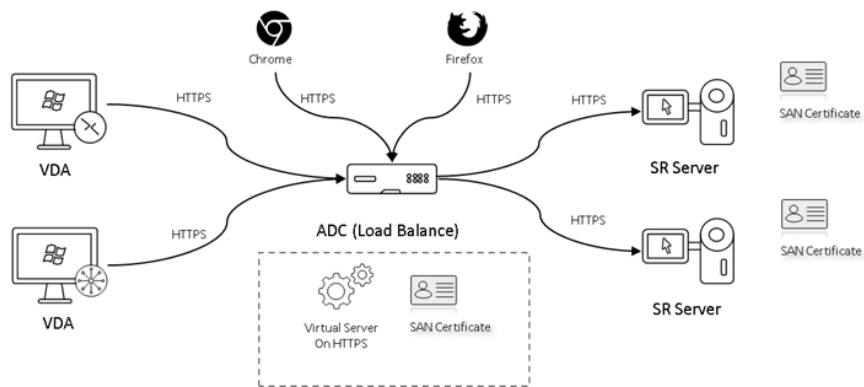 Chrome
Firefox
HTTPS
HTTPS
HTTPS
HTTPS
SAN Certificate
VDA
SR Server
HTTPS
ADC (Load Balance)
HTTPS
SAN Certificate
VDA
Virtual Server
On HTTPS
SAN Certificate
SR Server